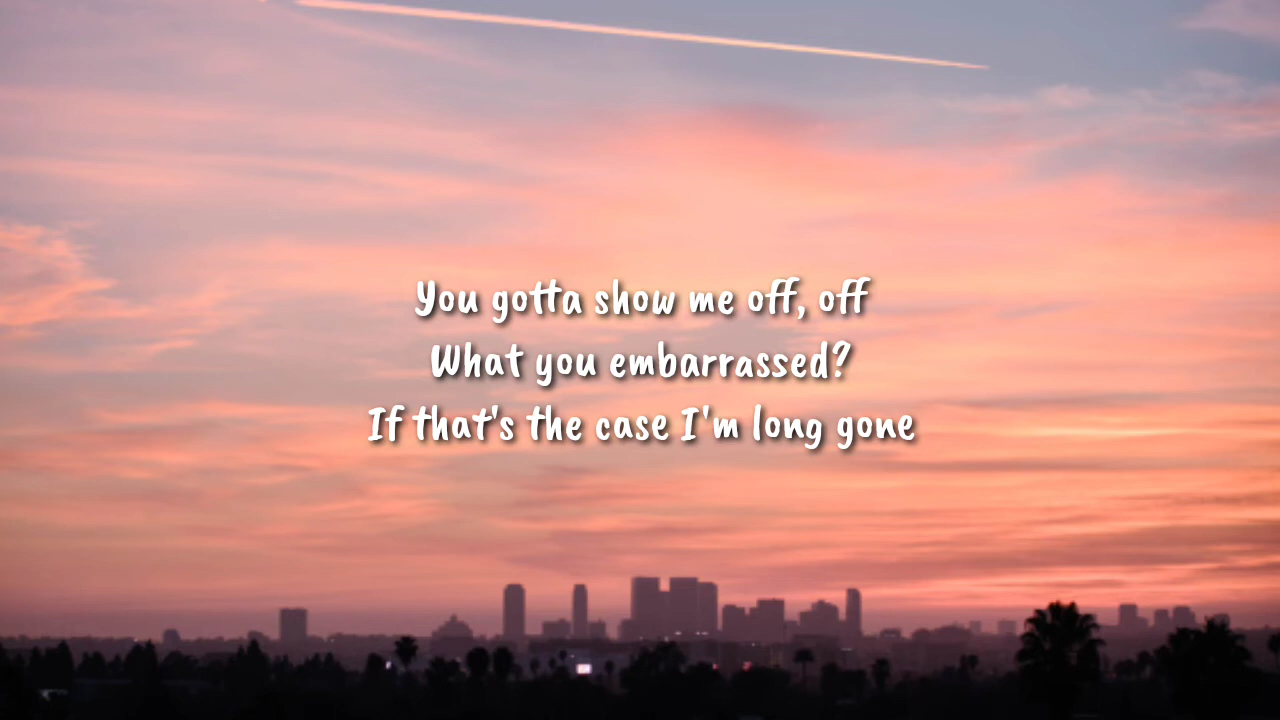 You gotta show me off, off
What you embarrassed?
If that's the case I'm long gone